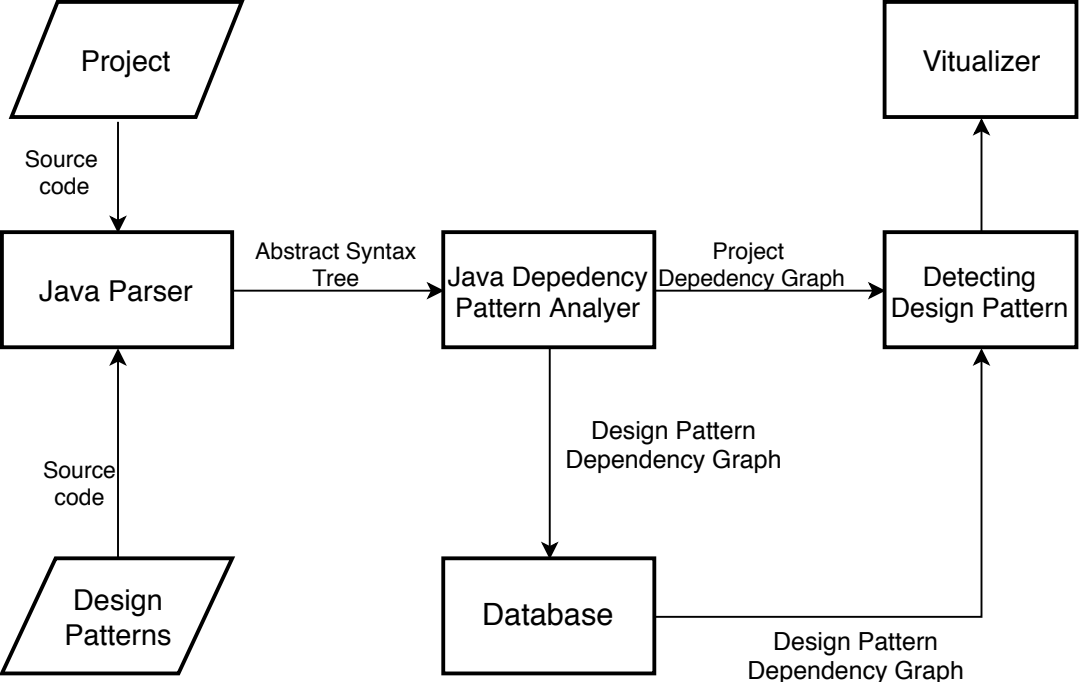 Project
Vitualizer
Source
code
Java Parser
Abstract Syntax
Tree
Java Depedency
Pattern Analyer
Project
Depedency Graph
Detecting
Design Pattern
Design Pattern
Dependency Graph
Source
code
Design
Patterns
Database
Design Pattern
Dependency Graph